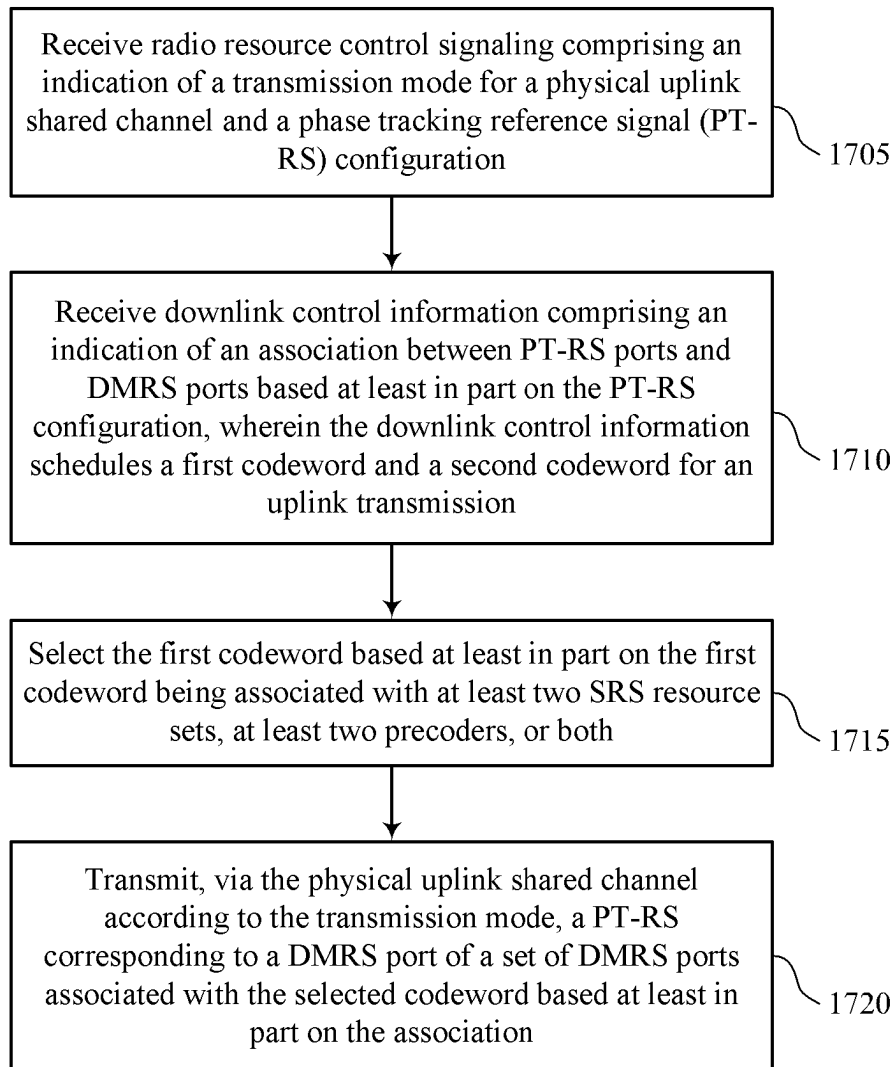 Receive radio resource control signaling comprising an
indication of a transmission mode for a physical uplink
shared channel and a phase tracking reference signal (PT-
RS) configuration
1705
Receive downlink control information comprising an
indication of an association between PT-RS ports and
DMRS ports based at least in part on the PT-RS
configuration, wherein the downlink control information
schedules a first codeword and a second codeword for an
uplink transmission
1710
Select the first codeword based at least in part on the first
codeword being associated with at least two SRS resource
sets, at least two precoders, or both
1715
Transmit, via the physical uplink shared channel
according to the transmission mode, a PT-RS
corresponding to a DMRS port of a set of DMRS ports
associated with the selected codeword based at least in
part on the association
1720